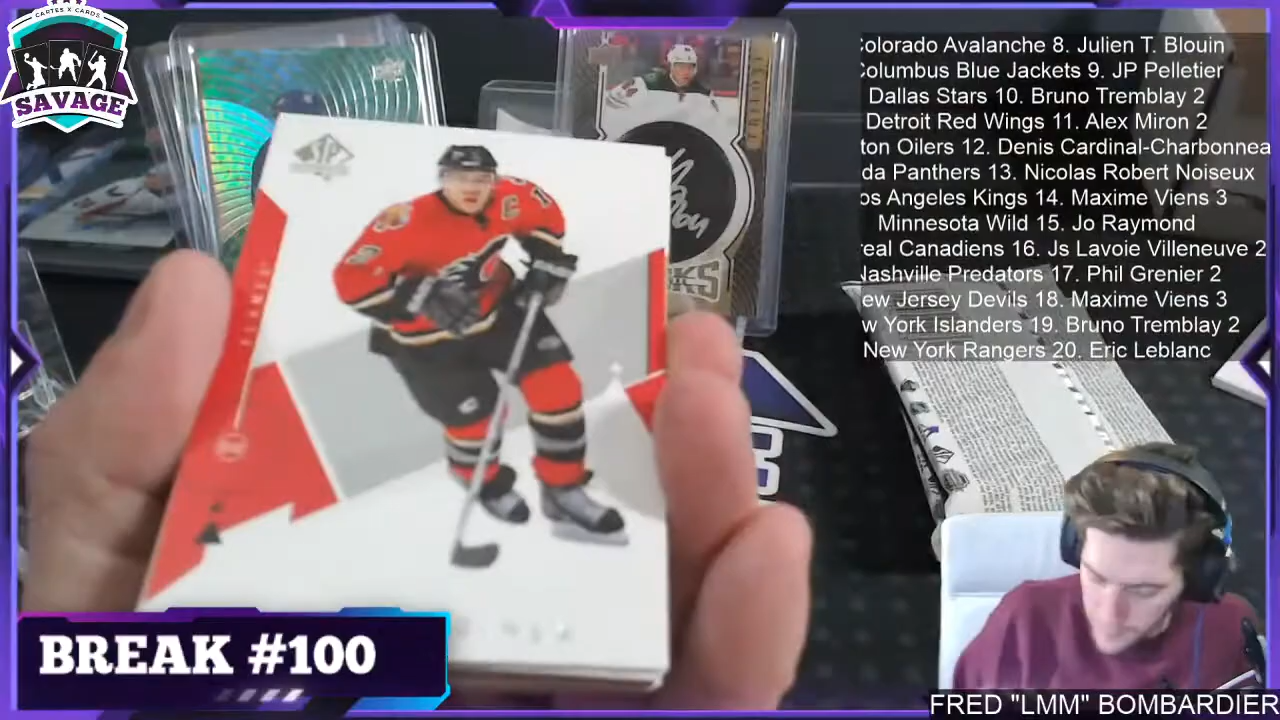 CARTES X CARDS
SAVAGE
Colorado Avalanche 8. Julien T. Blouin
Columbus Blue Jackets 9. JP Pelletier
Dallas Stars 10. Bruno Tremblay 2
Detroit Red Wings 11. Alex Miron 2
ton Oilers 12. Denis Cardinal-Charbonnea
da Panthers 13. Nicolas Robert Noiseux
os Angeles Kings 14. Maxime Viens 3
Minnesota Wild 15. Jo Raymond
real Canadiens 16. Js Lavoie Villeneuve 2
Nashville Predators 17. Phil Grenier 2
ew Jersey Devils 18. Maxime Viens 3
w York Islanders 19. Bruno Tremblay 2
New York Rangers 20. Eric Leblanc
SP
FLAMES
C
BREAK #100
FRED "LMM" BOMBARDIER